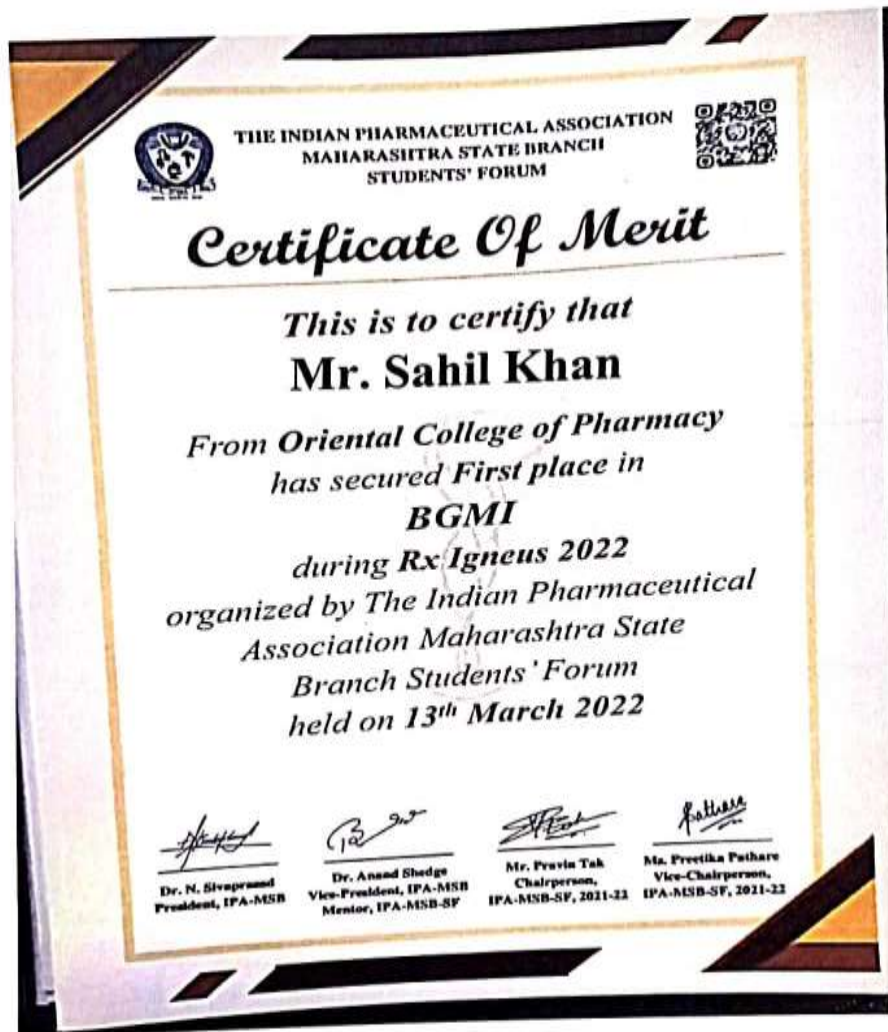 THE INDIAN PHARMACEUTICAL ASSOCIATION
MAHARASHTRA STATE BRANCH
STUDENTS' FORUM
Certificate Of Merit
This is to certify that
Mr. Sahil Khan
From Oriental College of Pharmacy
has secured First place in
BGMI
during Rx Igneus 2022
organized by The Indian Pharmaceutical
Association Maharashtra State
Branch Students' Forum
held on 13th March 2022
Dr. N. Sivaprasad
President, IPA-MSB
Dr. Anand Shedge
Vice-President, IPA-MSB
Mentor, IPA-MSB-SF
Mr. Pravin Tak
Chairperson,
IPA-MSB-SF, 2021-22
Pathare
Ms. Preetika Pathare
Vice-Chairperson,
IPA-MSB-SF, 2021-22